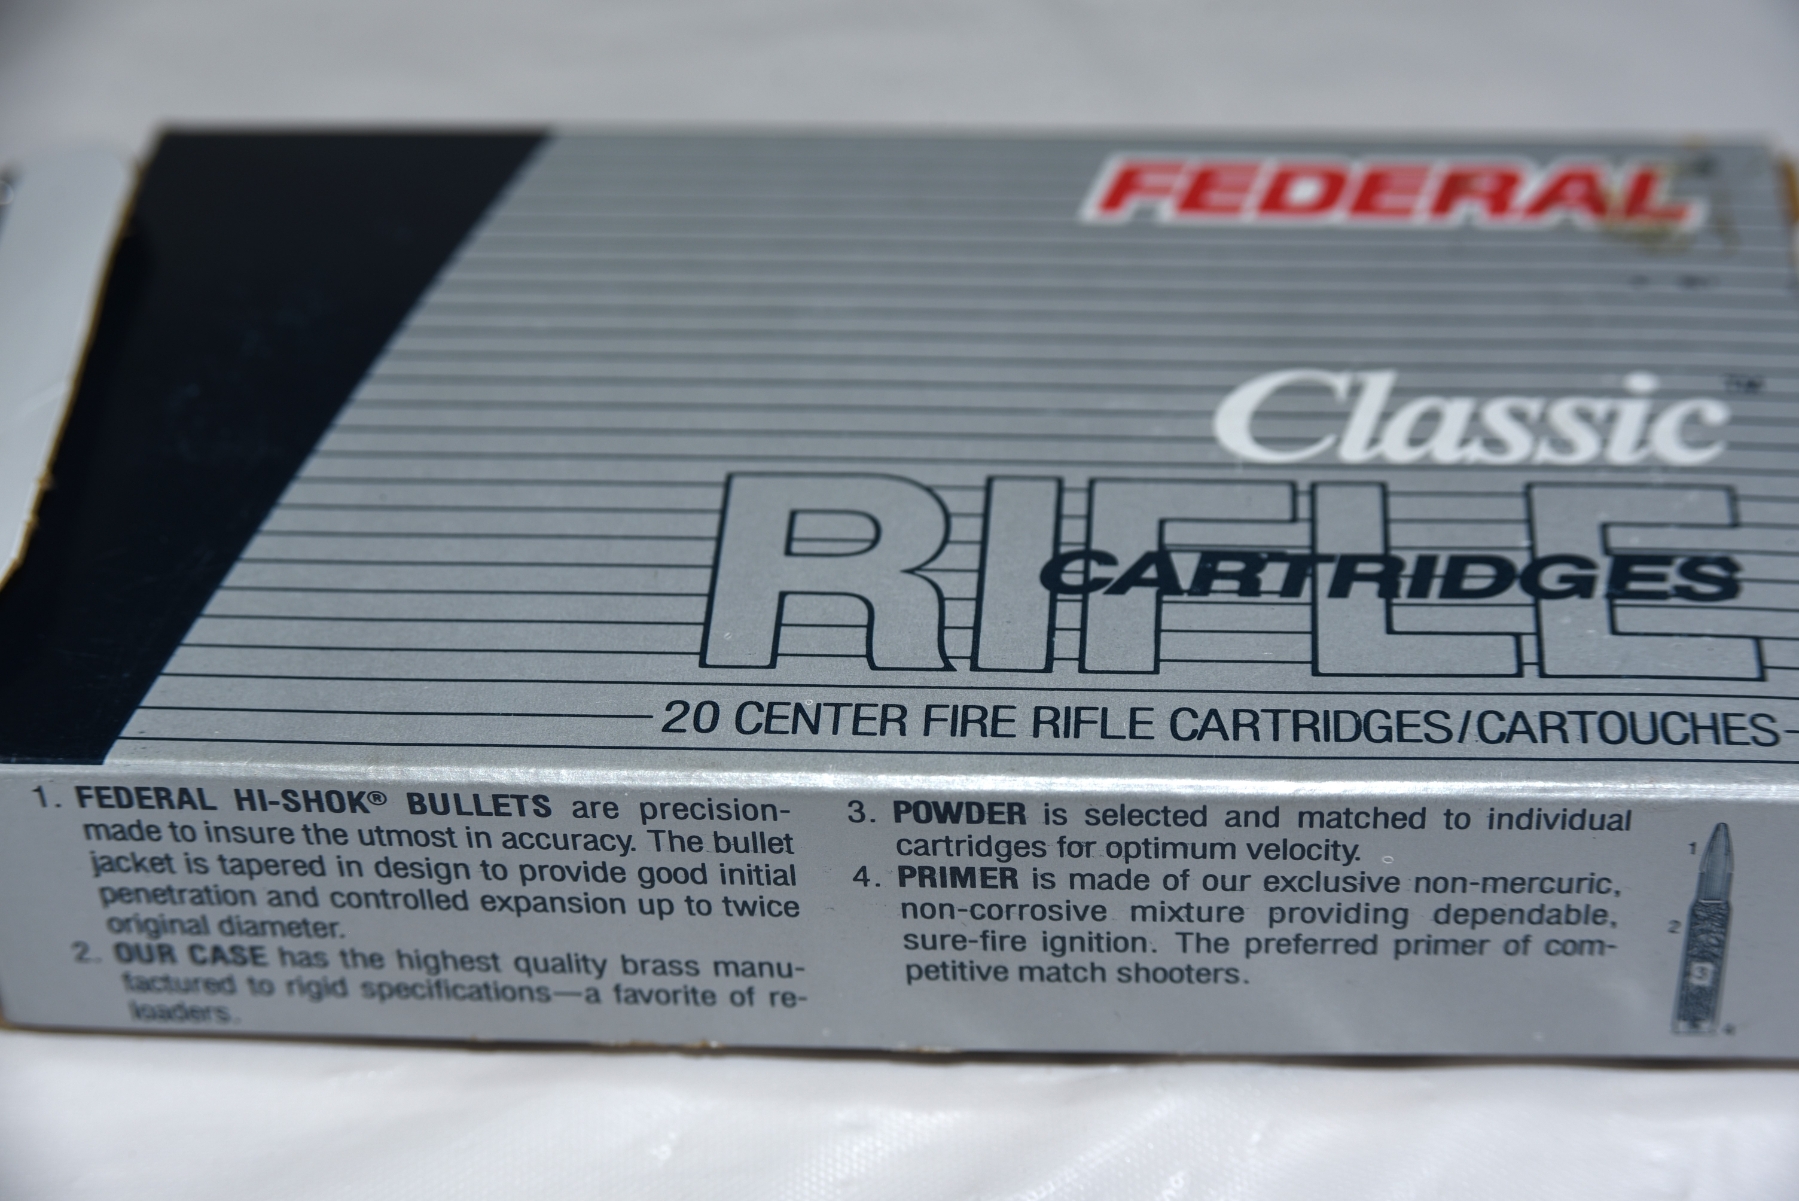 FEDERAL
Classic™
RIFLE
CARTRIDGES
20 CENTER FIRE RIFLE CARTRIDGES/CARTOUCHES
1. FEDERAL HI-SHOK® BULLETS are precision-
made to insure the utmost in accuracy. The bullet
jacket is tapered in design to provide good initial
penetration and controlled expansion up to twice
original diameter.
2. OUR CASE has the highest quality brass manu-
factured to rigid specifications—a favorite of re-
loaders.
3. POWDER is selected and matched to individual
cartridges for optimum velocity.
4. PRIMER is made of our exclusive non-mercuric,
non-corrosive mixture providing dependable,
sure-fire ignition. The preferred primer of com-
petitive match shooters.
1
2
3